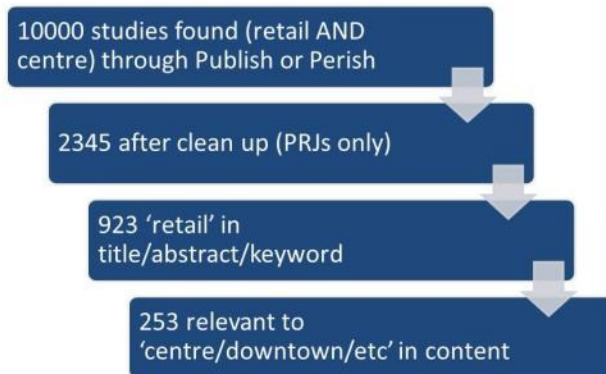 10000 studies found (retail AND
centre) through Publish or Perish
2345 after clean up (PRJs only)
923 ‘retail’ in
title/abstract/keyword
253 relevant to
‘centre/downtown/etc’ in content